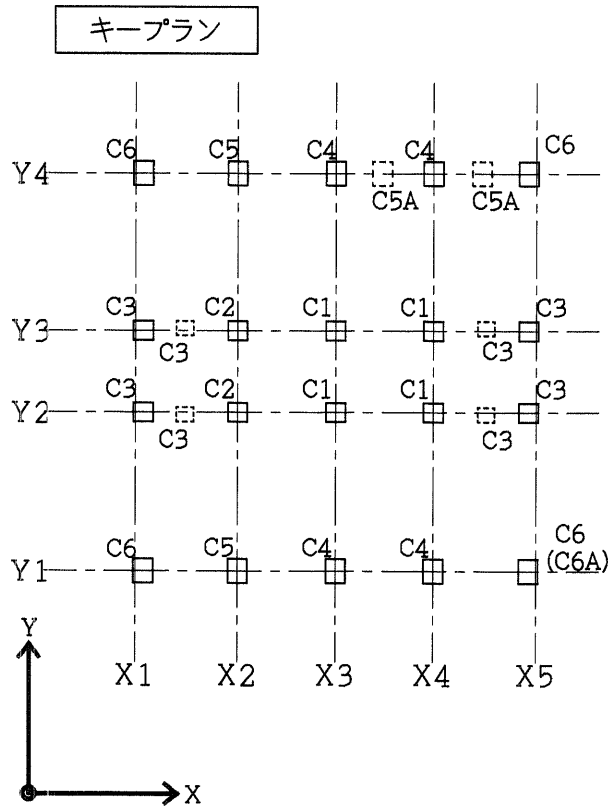 キープラン
C6 C5 C4 C4 C6
Y4
C5A C5A
C3 C2 C1 C1 C3
Y3
C3 C3
C3 C2 C1 C1 C3
Y2
C3 C3
C6 C5 C4 C4 C6
Y1 (C6A)
Y
X1 X2 X3 X4 X5
X